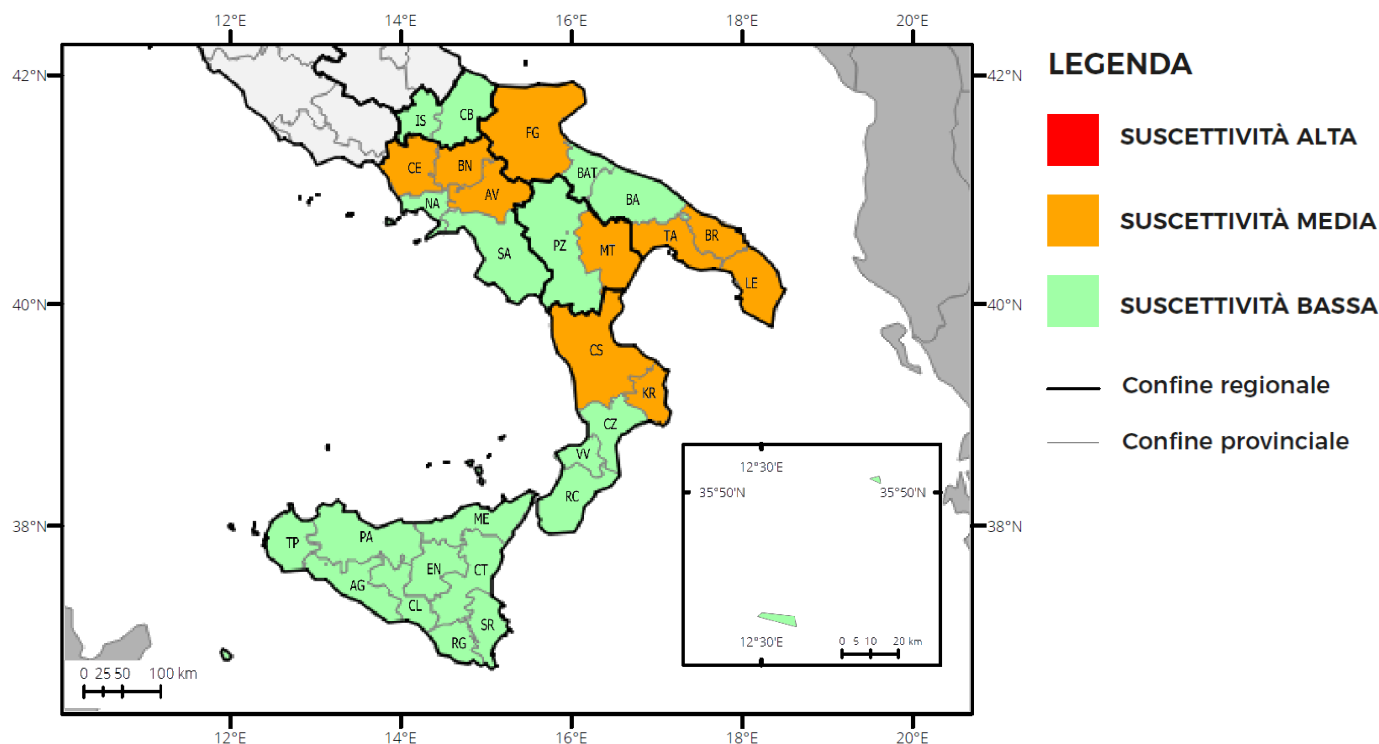 12°E 14°E 16°E 18°E 20°E
42°N 42°N
LEGENDA
SUSCETTIVITÀ ALTA
SUSCETTIVITÀ MEDIA
SUSCETTIVITÀ BASSA
Confine regionale
Confine provinciale
IS CB FG
CE BN AV BAT
NA BA
SA PZ MT TA BR
LE
40°N 40°N
CS
KR
CZ
VV
RC
ME
38°N 38°N
TP PA
EN CT
AG
CL
SR
RG
12°30'E
35°50'N 35°50'N
12°30'E
0 5 10 20 km
0 25 50 100 km
12°E 14°E 16°E 18°E 20°E